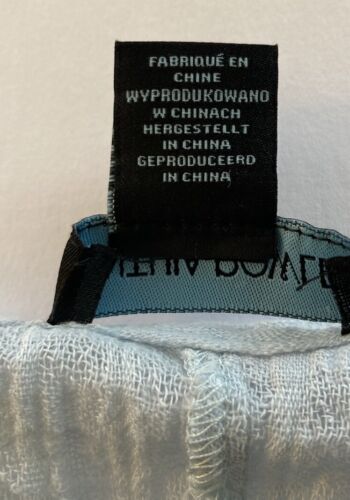 FABRIQUÉ EN
CHINE
WYPRODUKOWANO
W CHINACH
HERGESTELLT
IN CHINA
GEPRODUCEERD
IN CHINA